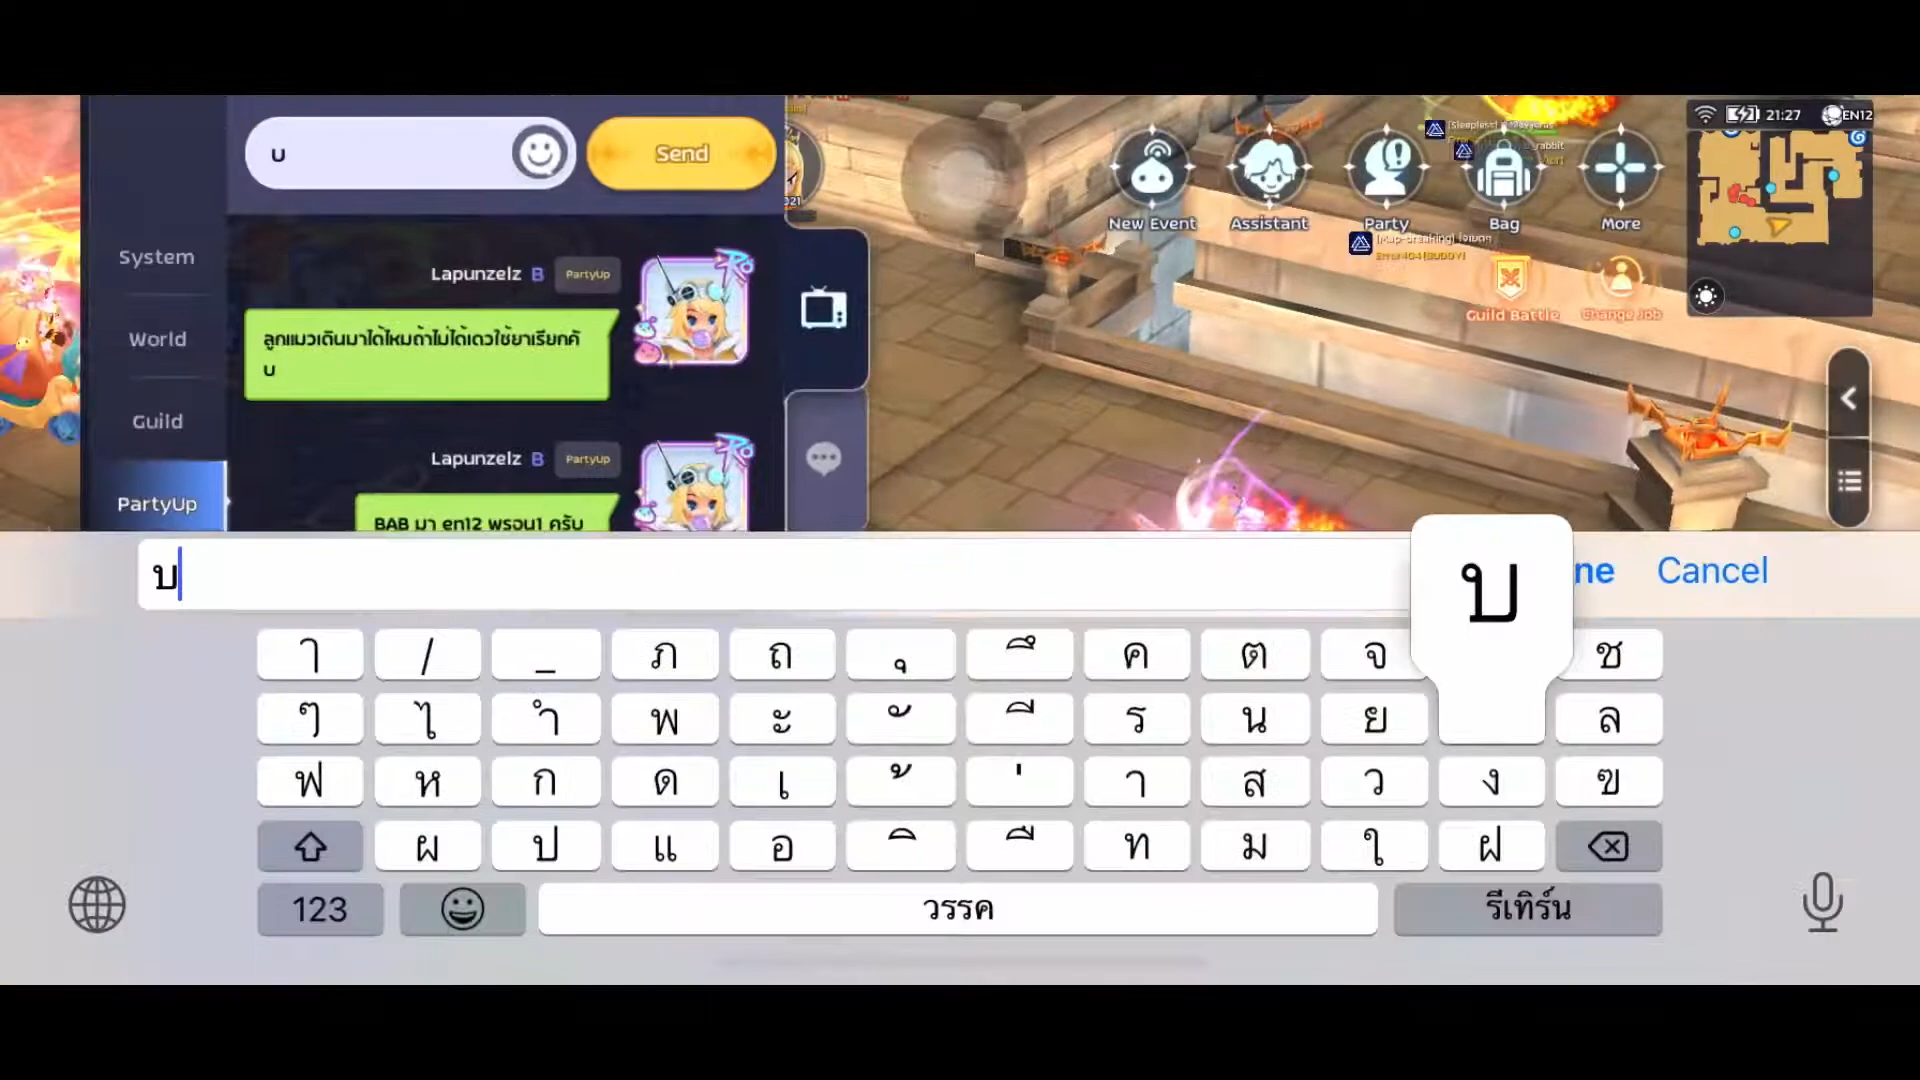 บ
Send
21:27
EN12
New Event
Assistant
Party
Bag
More
Guild Battle
Change Job
System
World
Guild
PartyUp
Lapunzelz B PartyUp
ลูกแมวเดินมาได้ไหมถ้าไม่ได้เดวใช้ยาเรียกคั
บ
Lapunzelz B PartyUp
BAB มา en12 พรอน1 ครับ
บ
บ
ne
Cancel
ๅ / _ ภ ถ ุ ึ ค ต จ ช
ๆ ไ ำ พ ะ ั ี ร น ย ล
ฟ ห ก ด เ ้ ่ า ส ว ง ฃ
ผ ป แ อ ิ ื ท ม ใ ฝ
123
วรรค
รีเทิร์น